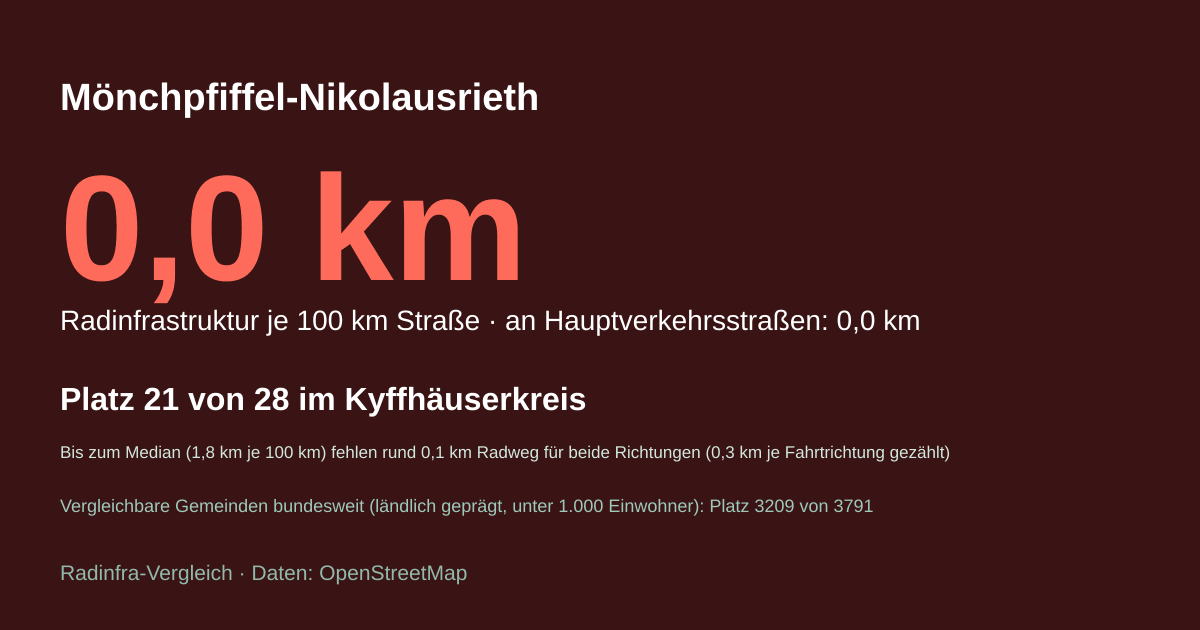 Mönchpfiffel-Nikolausrieth
0,0 km
Radinfrastruktur je 100 km Straße · an Hauptverkehrsstraßen: 0,0 km
Platz 21 von 28 im Kyffhäuserkreis
Bis zum Median (1,8 km je 100 km) fehlen rund 0,1 km Radweg für beide Richtungen (0,3 km je Fahrtrichtung gezählt)
Vergleichbare Gemeinden bundesweit (ländlich geprägt, unter 1.000 Einwohner): Platz 3209 von 3791
Radinfra-Vergleich · Daten: OpenStreetMap